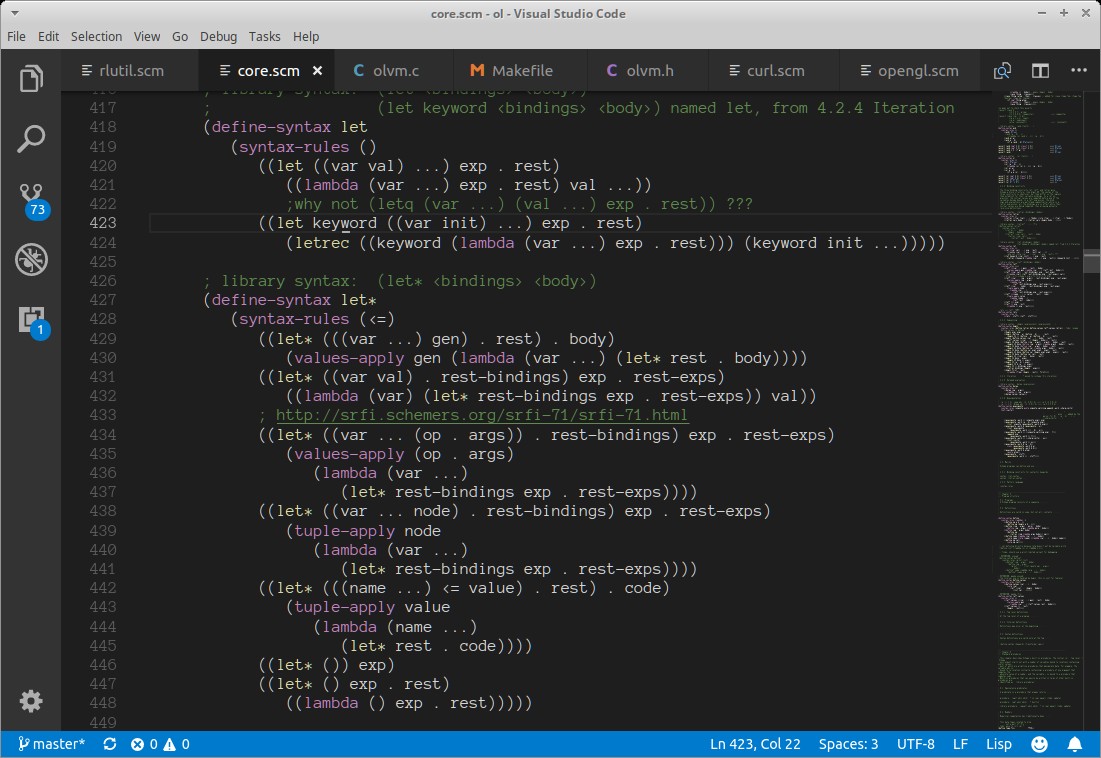 core.scm - ol - Visual Studio Code
File Edit Selection View Go Debug Tasks Help
rlutil.scm core.scm × C olvm.c M Makefile C olvm.h curl.scm opengl.scm ···
416 ; library syntax: (let <bindings> <body>)
417 ; (let keyword <bindings> <body>) named let, from 4.2.4 Iteration
418 (define-syntax let
419 (syntax-rules ()
420 ((let ((var val) ...) exp . rest)
421 ((lambda (var ...) exp . rest) val ...))
422 ;why not (letq (var ...) (val ...) exp . rest)) ???
423 ((let keyword ((var init) ...) exp . rest)
424 (letrec ((keyword (lambda (var ...) exp . rest))) (keyword init ...)))))
425
426 ; library syntax: (let* <bindings> <body>)
427 (define-syntax let*
428 (syntax-rules (<=)
429 ((let* (((var ...) gen) . rest) . body)
430 (values-apply gen (lambda (var ...) (let* rest . body))))
431 ((let* ((var val) . rest-bindings) exp . rest-exps)
432 ((lambda (var) (let* rest-bindings exp . rest-exps)) val))
433 ; http://srfi.schemers.org/srfi-71/srfi-71.html
434 ((let* ((var ... (op . args)) . rest-bindings) exp . rest-exps)
435 (values-apply (op . args)
436 (lambda (var ...)
437 (let* rest-bindings exp . rest-exps))))
438 ((let* ((var ... node) . rest-bindings) exp . rest-exps)
439 (tuple-apply node
440 (lambda (var ...)
441 (let* rest-bindings exp . rest-exps))))
442 ((let* (((name ...) <= value) . rest) . code)
443 (tuple-apply value
444 (lambda (name ...)
445 (let* rest . code))))
446 ((let* ()) exp)
447 ((let* () exp . rest)
448 ((lambda () exp . rest)))))
449
73
1
master* 0 0 Ln 423, Col 22 Spaces: 3 UTF-8 LF Lisp